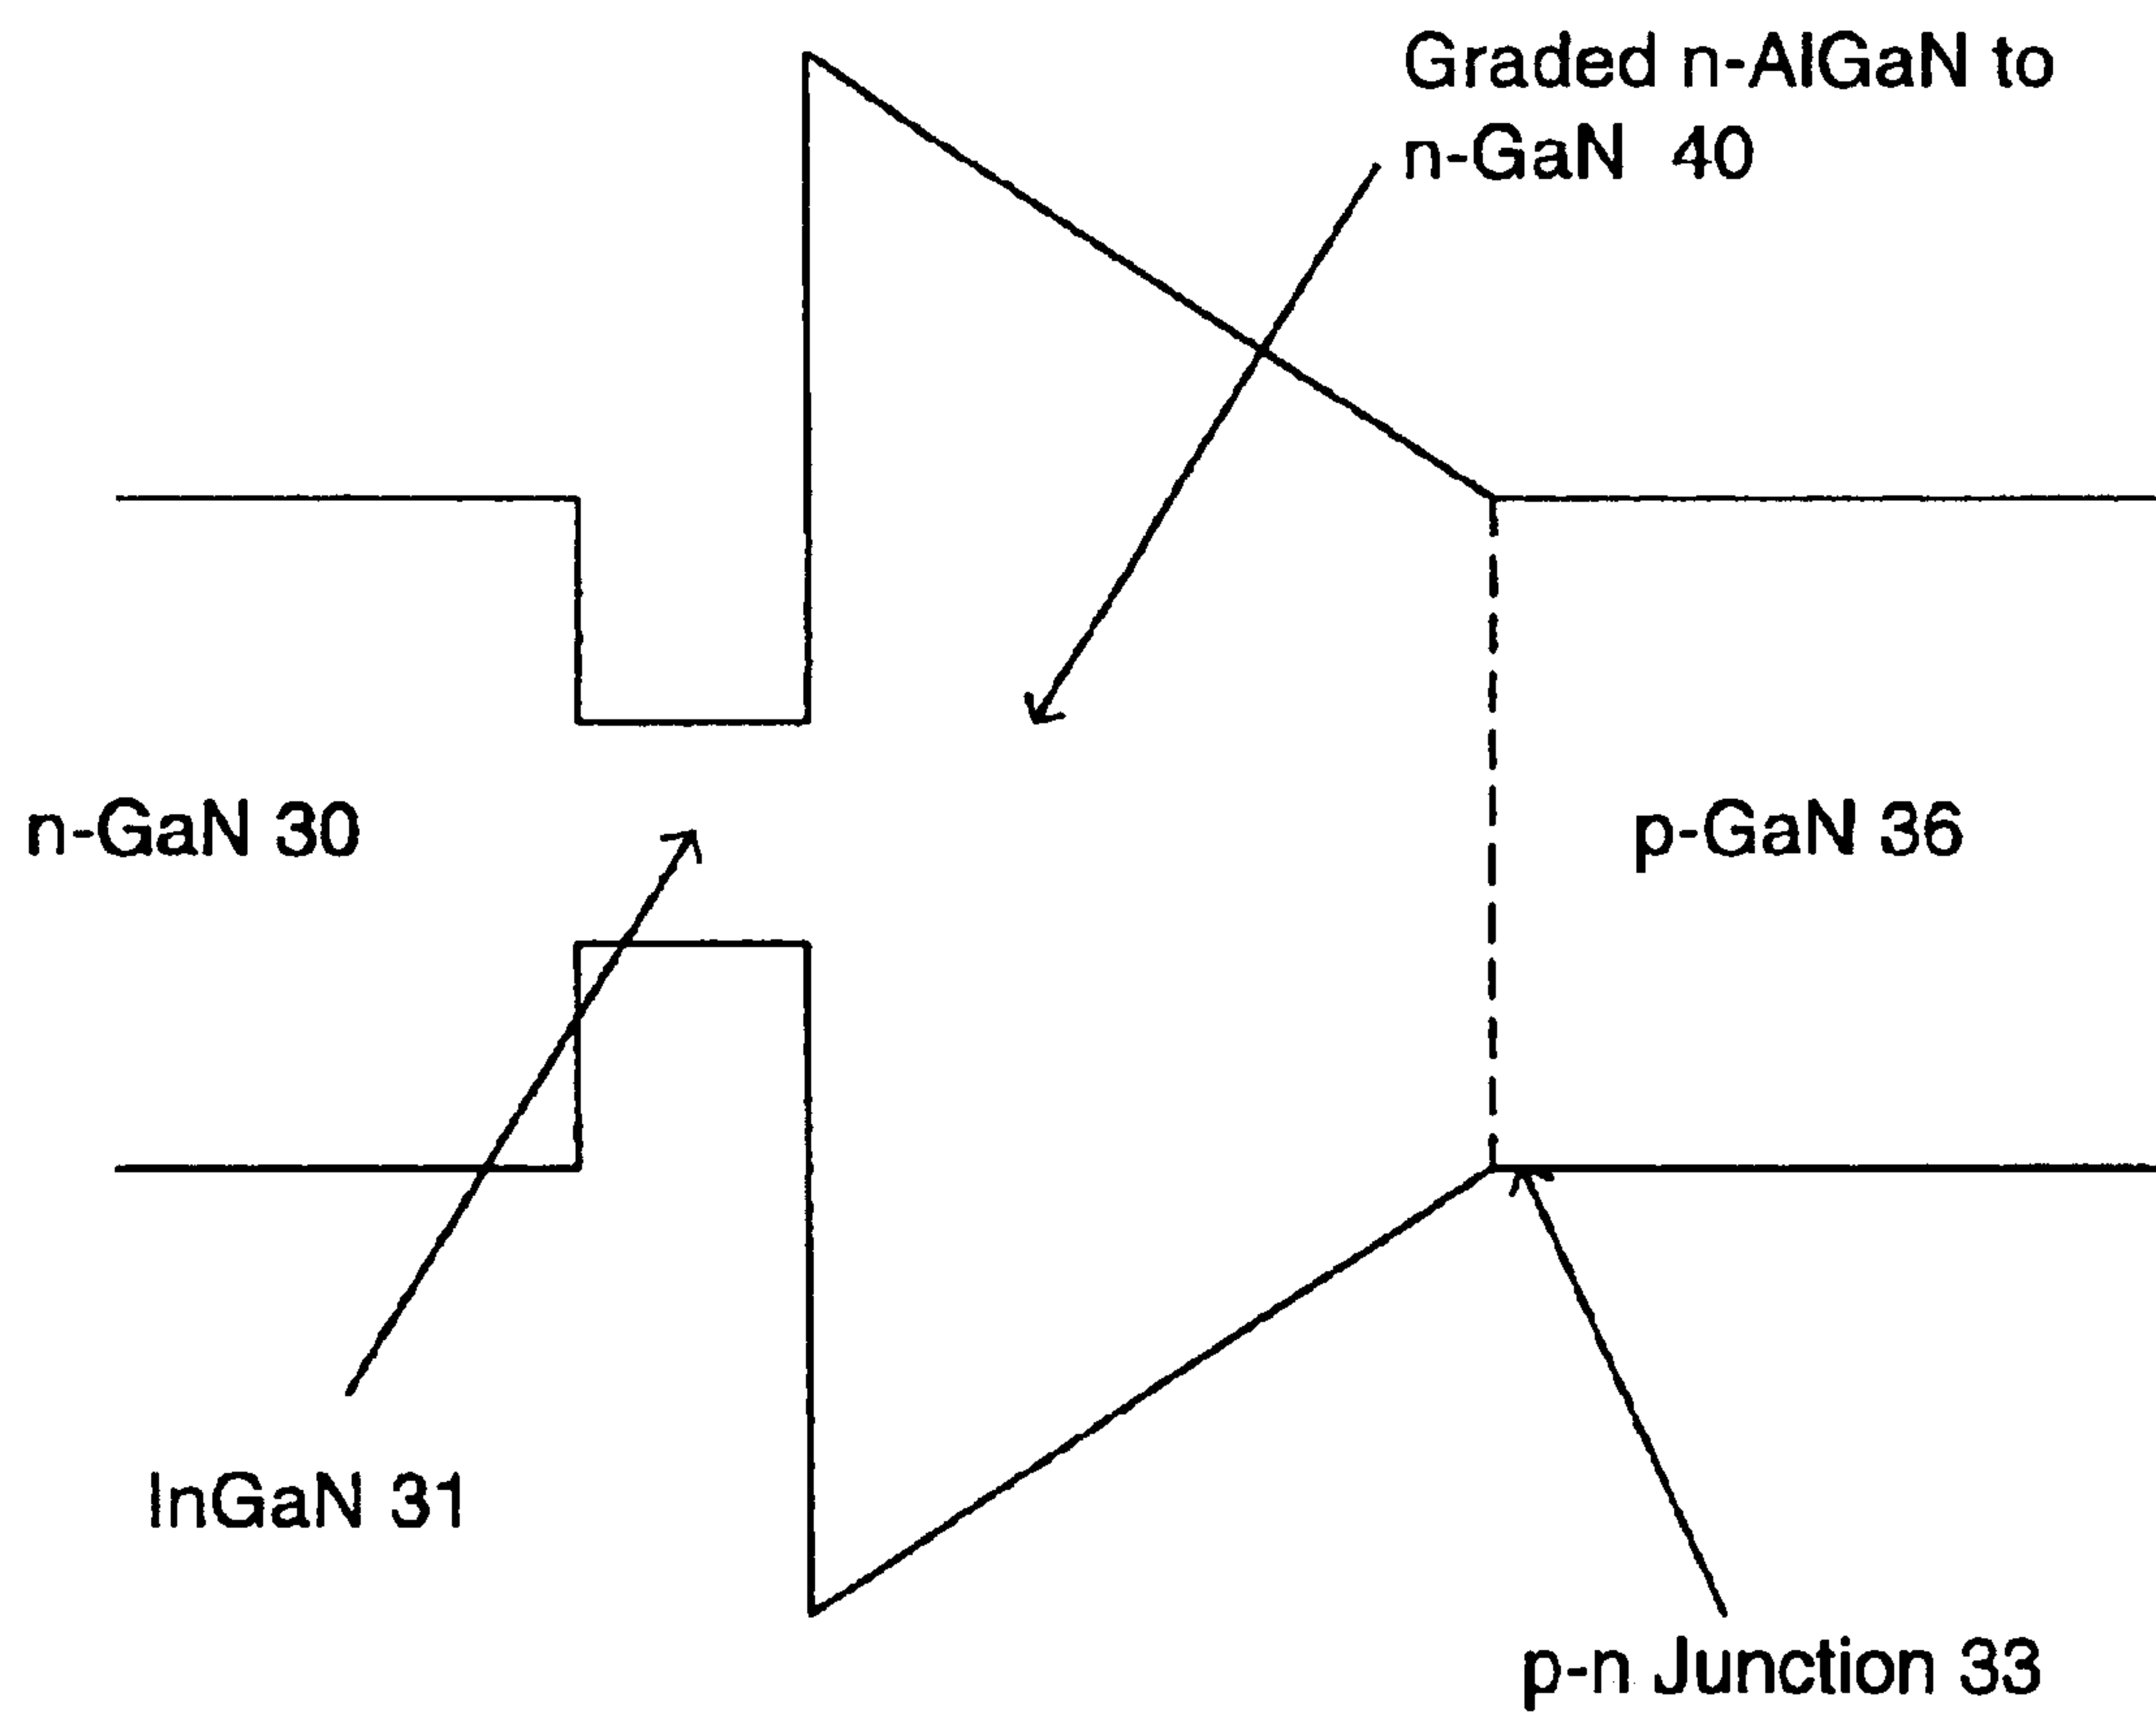 Graded n-AlGaN to
n-GaN 40
n-GaN 30
p-GaN 36
InGaN 31
p-n Junction 33